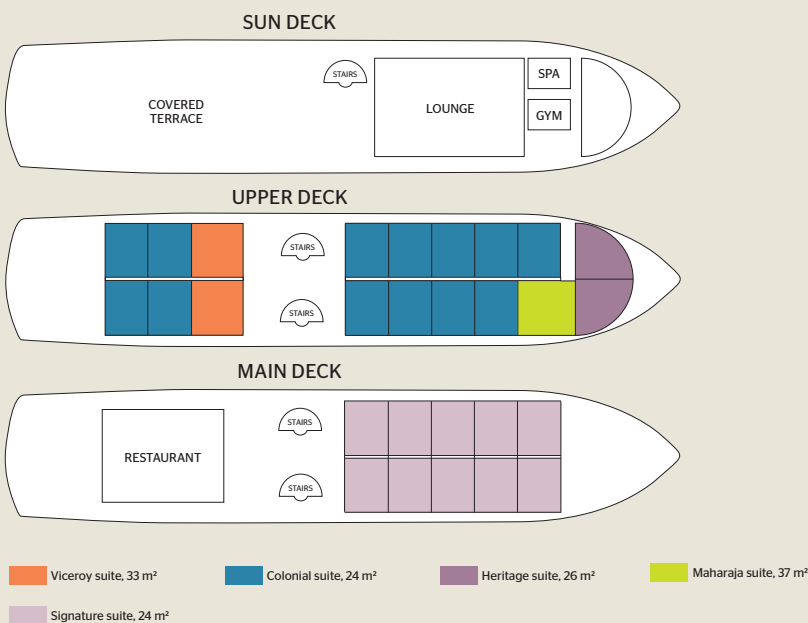 SUN DECK
STAIRS
SPA
COVERED
TERRACE
LOUNGE
GYM
UPPER DECK
STAIRS
STAIRS
MAIN DECK
STAIRS
RESTAURANT
STAIRS
Viceroy suite, 33 m²
Colonial suite, 24 m²
Heritage suite, 26 m²
Maharaja suite, 37 m²
Signature suite, 24 m²